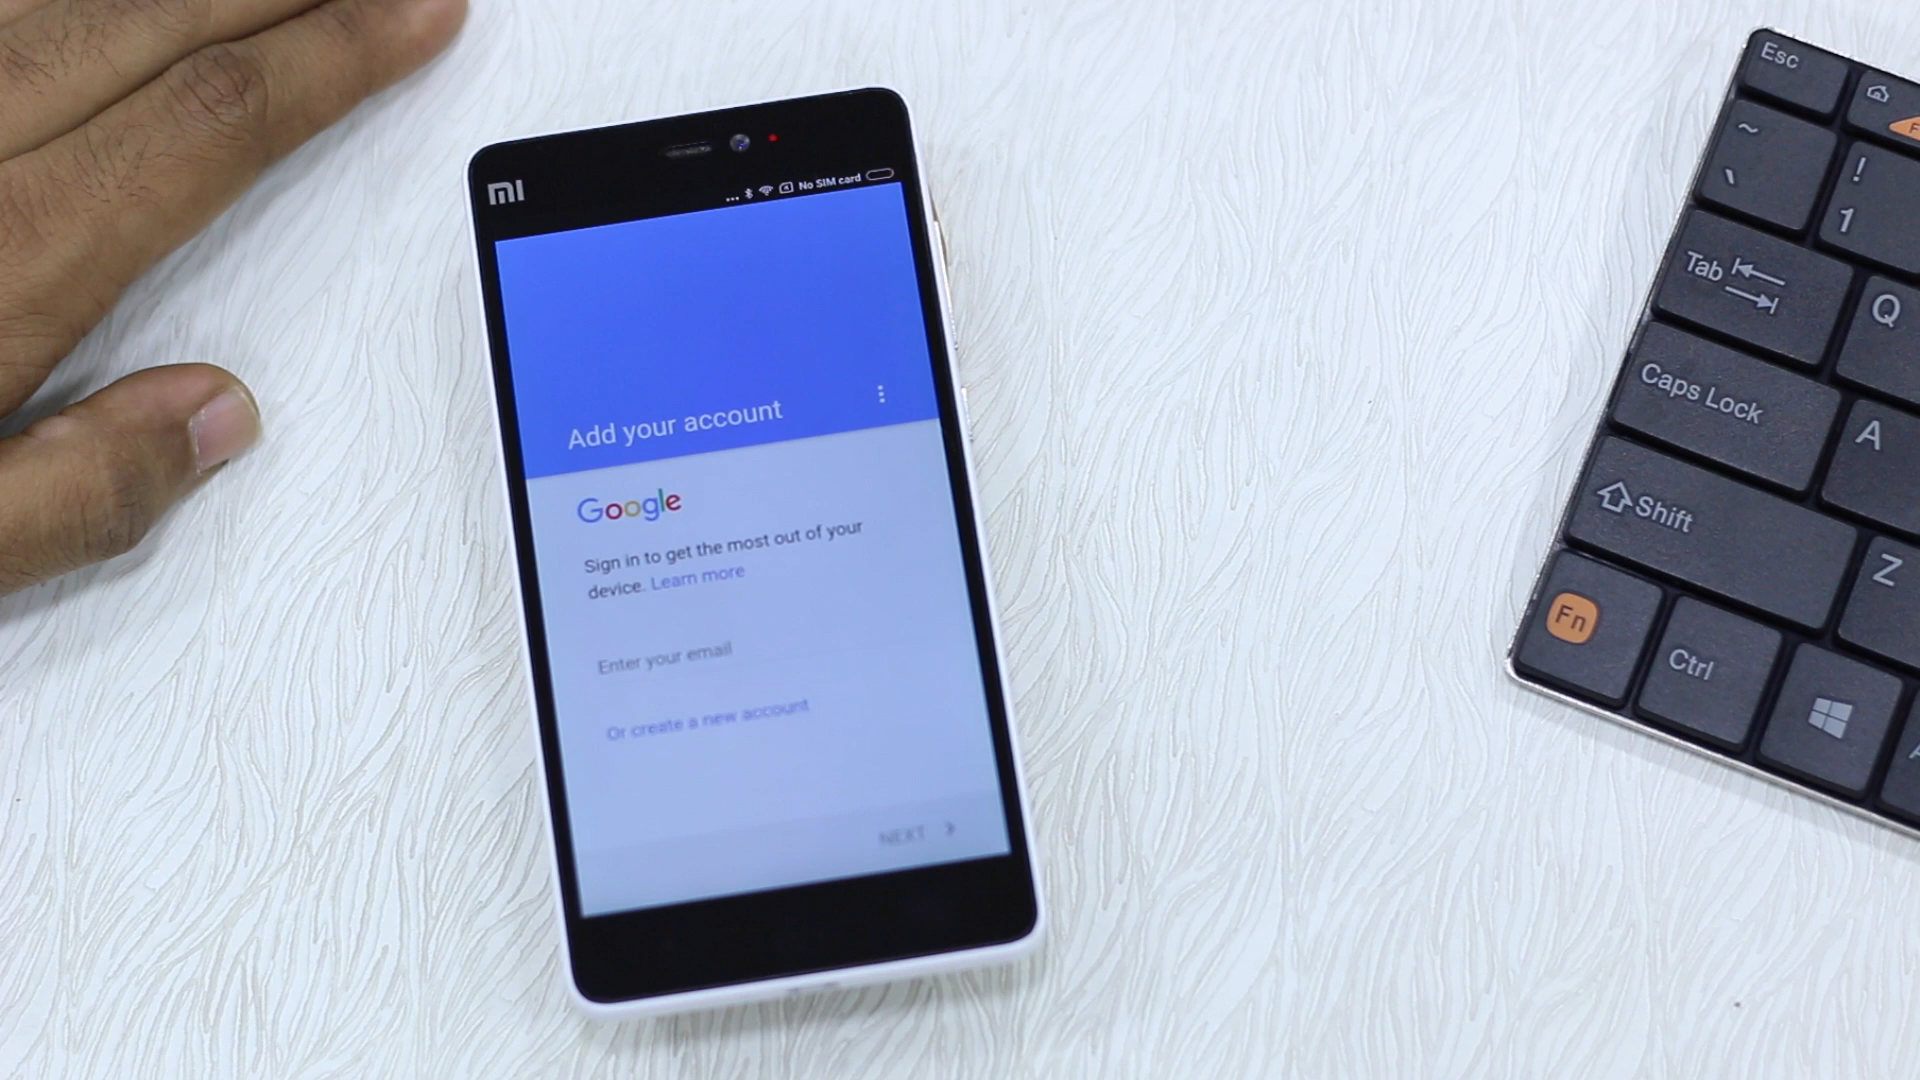 MI
No SIM card
Add your account
Google
Sign in to get the most out of your
device. Learn more
Enter your email
Or create a new account
NEXT
Esc
~
`
!
1
Tab
Q
Caps Lock
A
Shift
Z
Fn
Ctrl